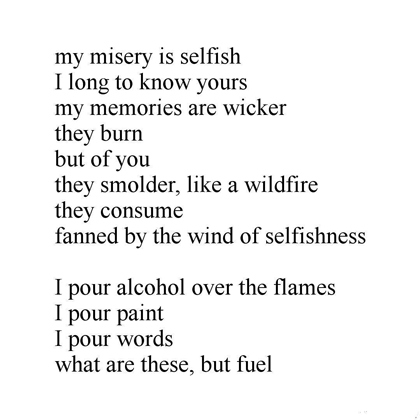 my misery is selfish
I long to know yours
my memories are wicker
they burn
but of you
they smolder, like a wildfire
they consume
fanned by the wind of selfishness

I pour alcohol over the flames
I pour paint
I pour words
what are these, but fuel